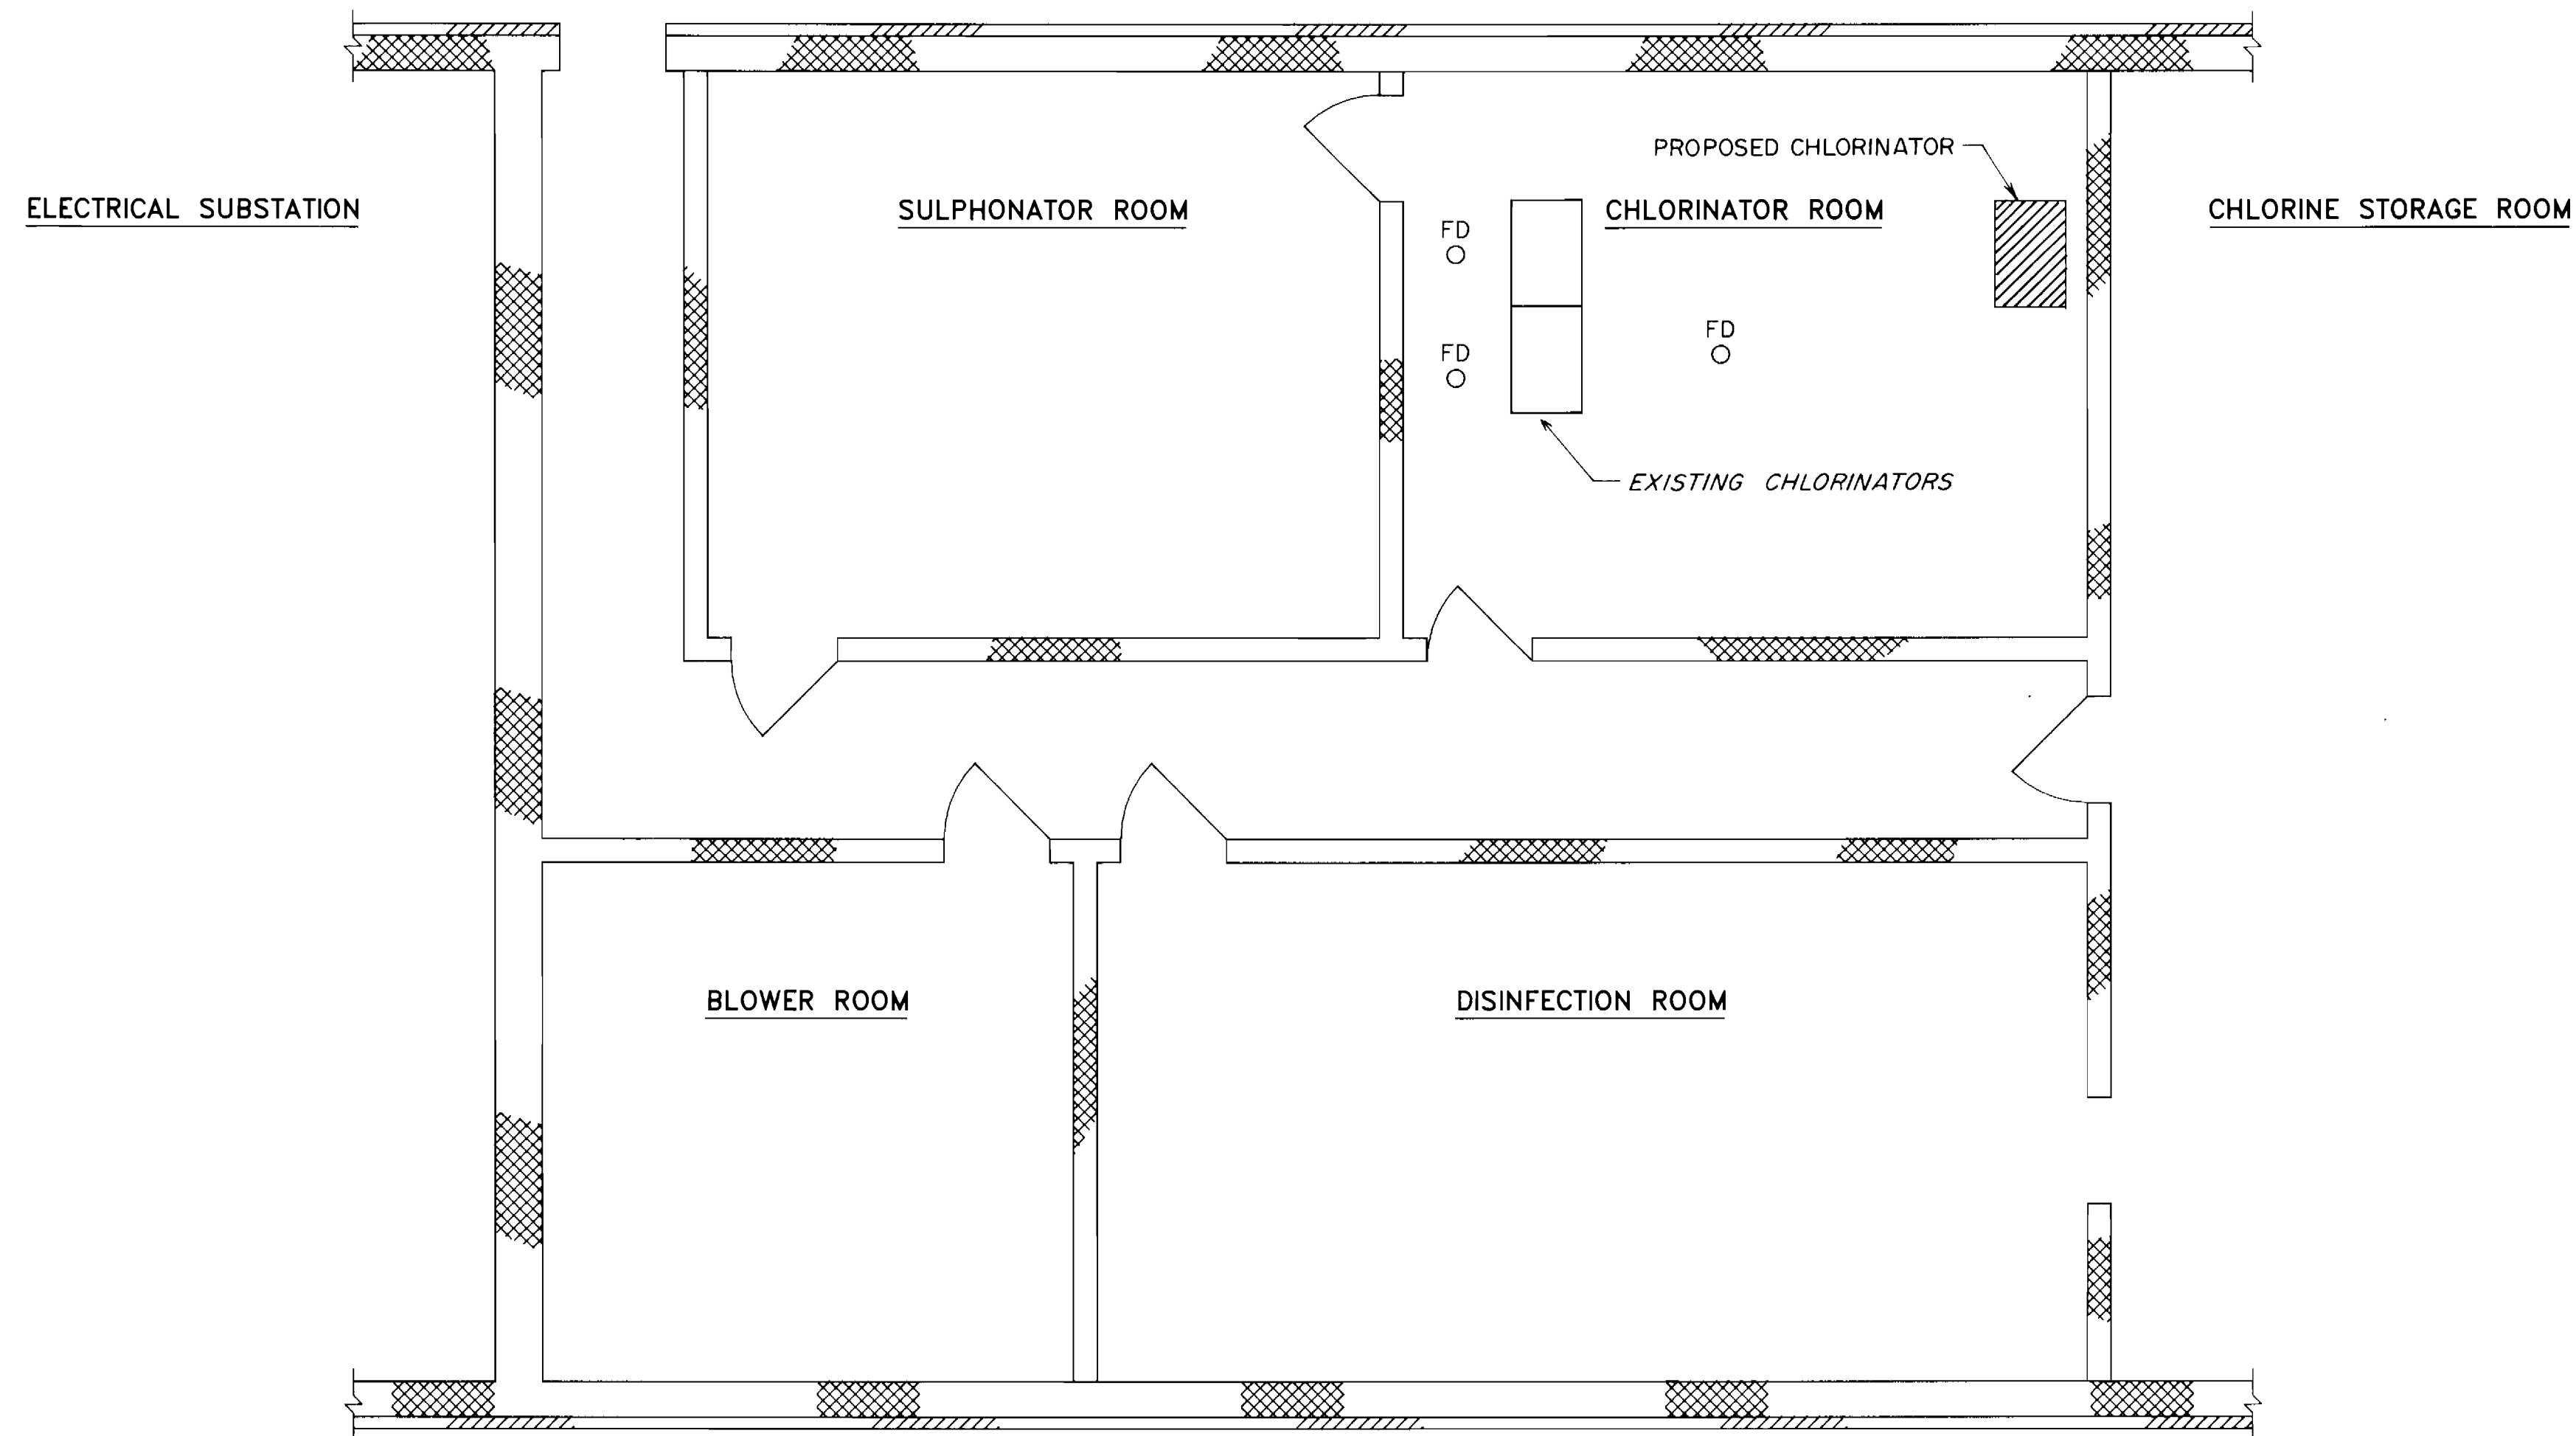 PROPOSED CHLORINATOR
ELECTRICAL SUBSTATION
SULPHONATOR ROOM
CHLORINATOR ROOM
CHLORINE STORAGE ROOM
FD
FD
FD
EXISTING CHLORINATORS
BLOWER ROOM
DISINFECTION ROOM